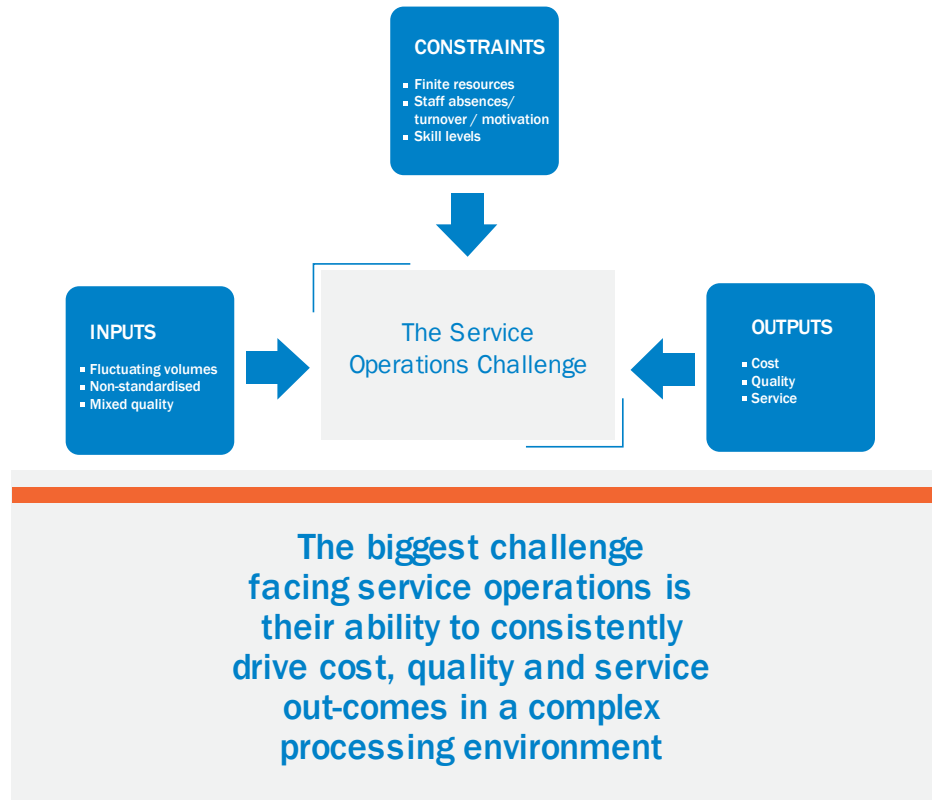 CONSTRAINTS
▪ Finite resources
▪ Staff absences/
turnover / motivation
▪ Skill levels
INPUTS
▪ Fluctuating volumes
▪ Non-standardised
▪ Mixed quality
The Service
Operations Challenge
OUTPUTS
▪ Cost
▪ Quality
▪ Service
The biggest challenge
facing service operations is
their ability to consistently
drive cost, quality and service
out-comes in a complex
processing environment